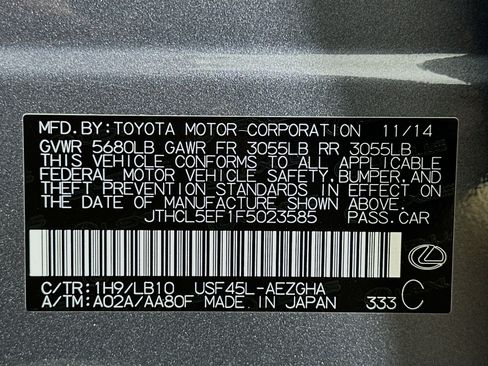 MFD.BY:TOYOTA MOTOR-CORPORATION 11/14
GVWR 5680LB GAWR FR 3055LB RR 3055LB
THIS VEHICLE CONFORMS TO ALL APPLICABLE
FEDERAL MOTOR VEHICLE SAFETY,BUMPER,AND
THEFT PREVENTION STANDARDS IN EFFECT ON
THE DATE OF MANUFACTURE SHOWN ABOVE.
JTHCL5EF1F5023585 PASS.CAR
C/TR:1H9/LB10 USF45L-AEZGHA
A/TM:A02A/AA80F MADE IN JAPAN 333 C